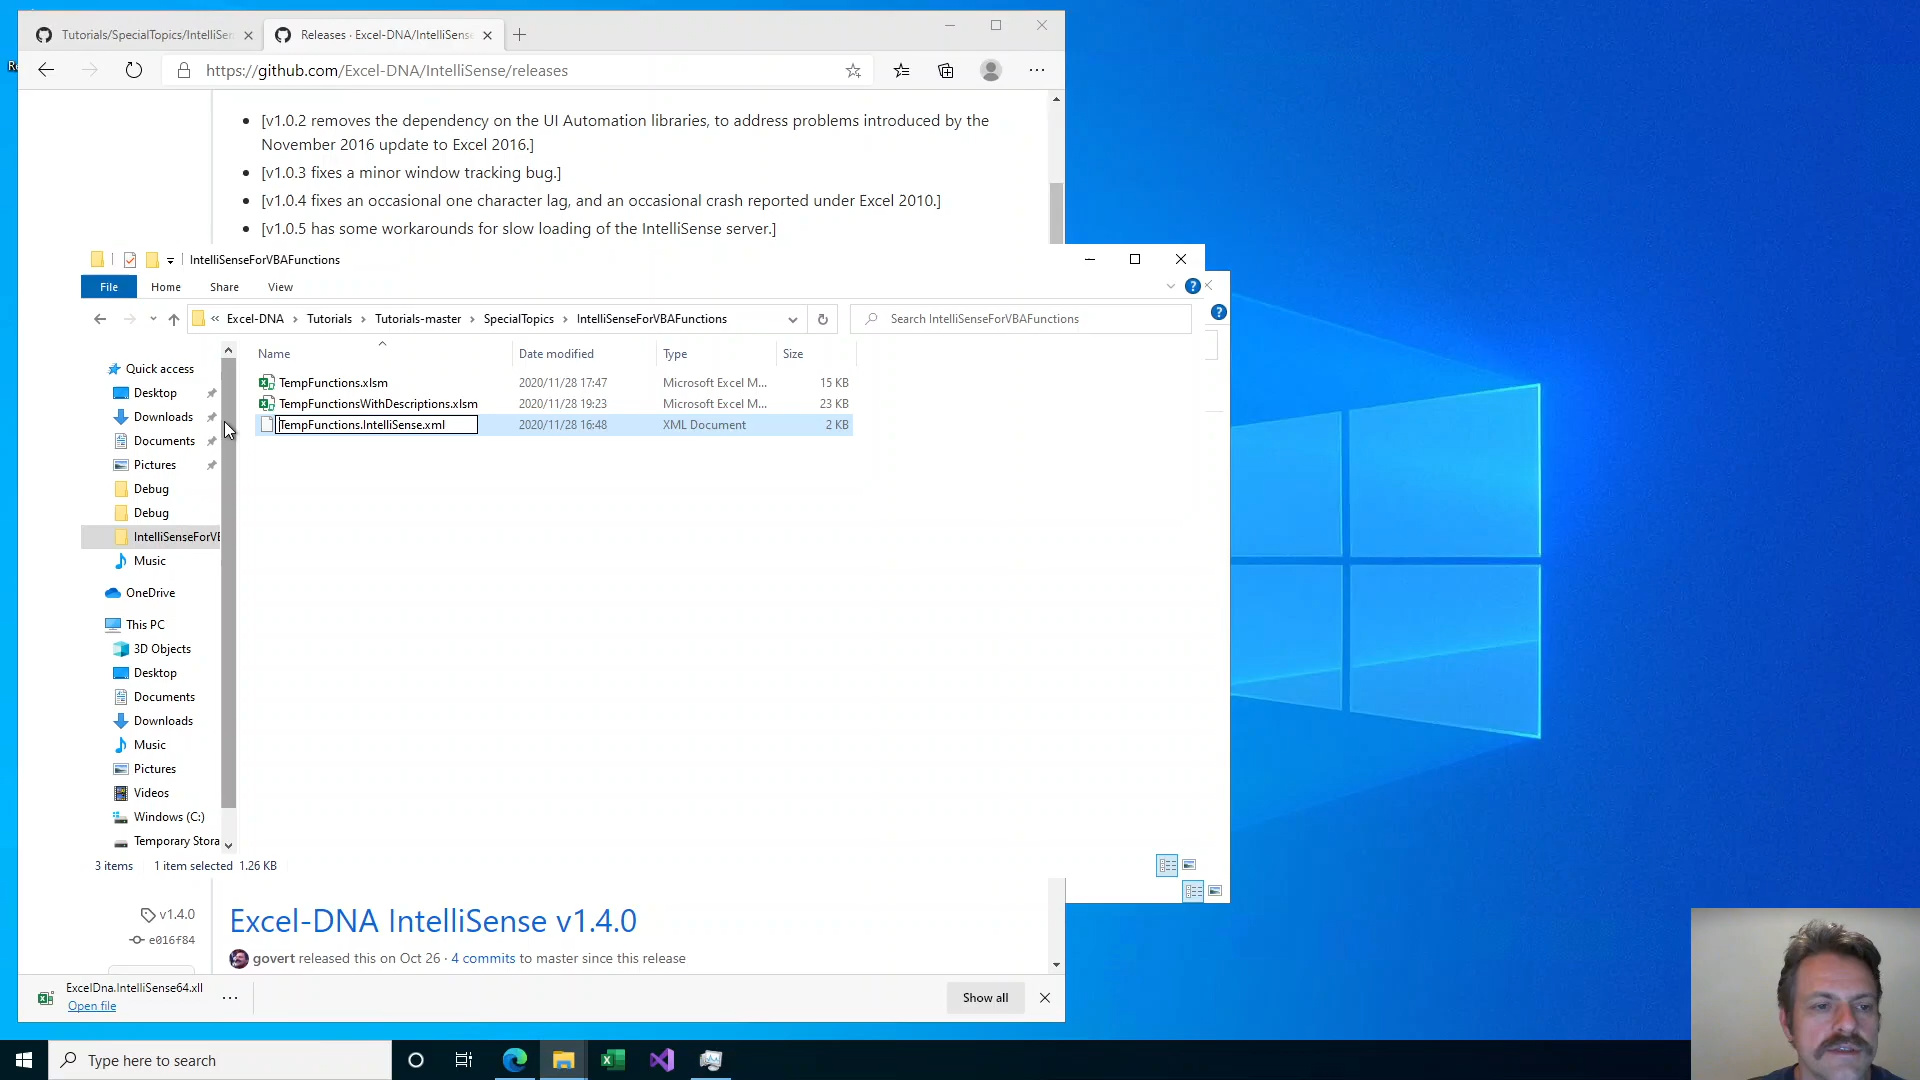 Tutorials/SpecialTopics/IntelliSen
Releases · Excel-DNA/IntelliSense
https://github.com/Excel-DNA/IntelliSense/releases
[v1.0.2 removes the dependency on the UI Automation libraries, to address problems introduced by the
November 2016 update to Excel 2016.]
[v1.0.3 fixes a minor window tracking bug.]
[v1.0.4 fixes an occasional one character lag, and an occasional crash reported under Excel 2010.]
[v1.0.5 has some workarounds for slow loading of the IntelliSense server.]
IntelliSenseForVBAFunctions
File Home Share View
« Excel-DNA > Tutorials > Tutorials-master > SpecialTopics > IntelliSenseForVBAFunctions
Search IntelliSenseForVBAFunctions
Name Date modified Type Size
TempFunctions.xlsm 2020/11/28 17:47 Microsoft Excel M... 15 KB
TempFunctionsWithDescriptions.xlsm 2020/11/28 19:23 Microsoft Excel M... 23 KB
TempFunctions.IntelliSense.xml 2020/11/28 16:48 XML Document 2 KB
Quick access
Desktop
Downloads
Documents
Pictures
Debug
Debug
IntelliSenseForVB
Music
OneDrive
This PC
3D Objects
Desktop
Documents
Downloads
Music
Pictures
Videos
Windows (C:)
Temporary Stora
3 items 1 item selected 1.26 KB
v1.4.0
e016f84
Excel-DNA IntelliSense v1.4.0
govert released this on Oct 26 · 4 commits to master since this release
ExcelDna.IntelliSense64.xll
Open file
Show all
Type here to search